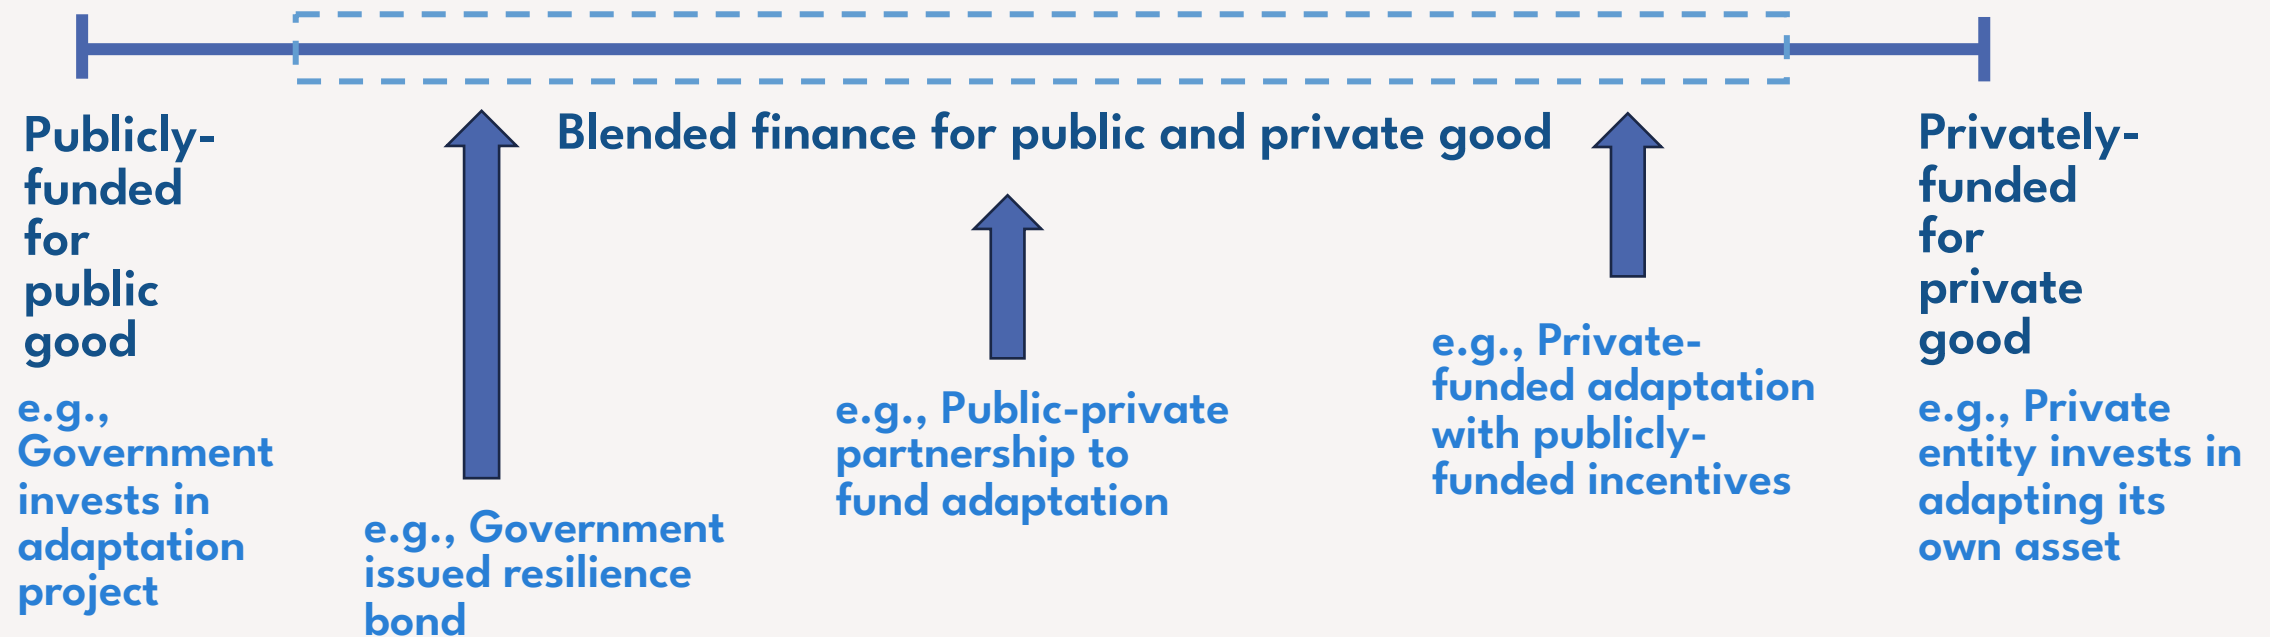 Publicly-
funded
for
public
good
e.g.,
Government
invests in
adaptation
project
e.g., Government
issued resilience
bond
Blended finance for public and private good
e.g., Public-private
partnership to
fund adaptation
e.g., Private-
funded adaptation
with publicly-
funded incentives
Privately-
funded
for
private
good
e.g., Private
entity invests in
adapting its
own asset